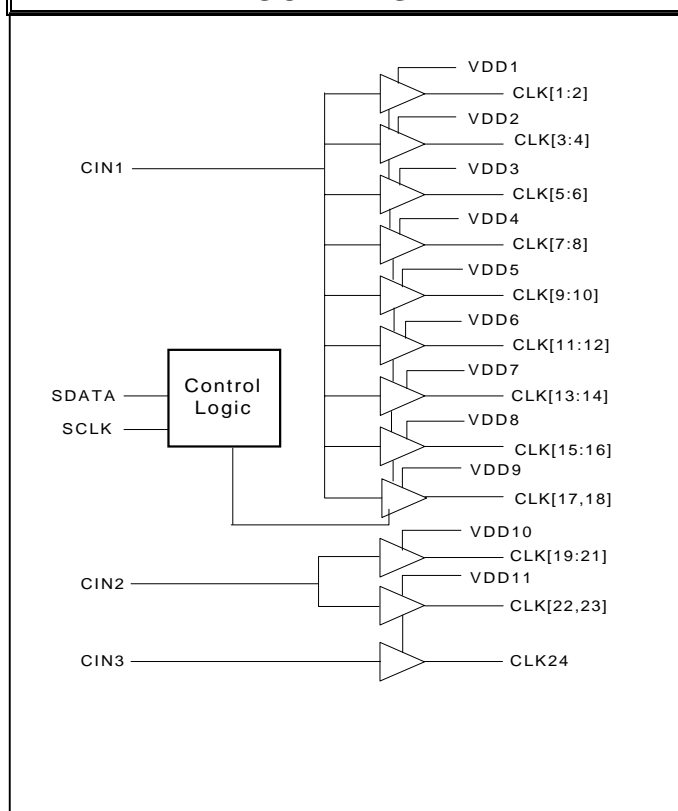 VDD1
CLK[1:2]
VDD2
CLK[3:4]
CIN1
VDD3
CLK[5:6]
VDD4
CLK[7:8]
VDD5
CLK[9:10]
VDD6
CLK[11:12]
VDD7
Control
Logic
SDATA
CLK[13:14]
VDD8
SCLK
CLK[15:16]
VDD9
CLK[17,18]
VDD10
CLK[19:21]
VDD11
CIN2
CLK[22,23]
CIN3
CLK24